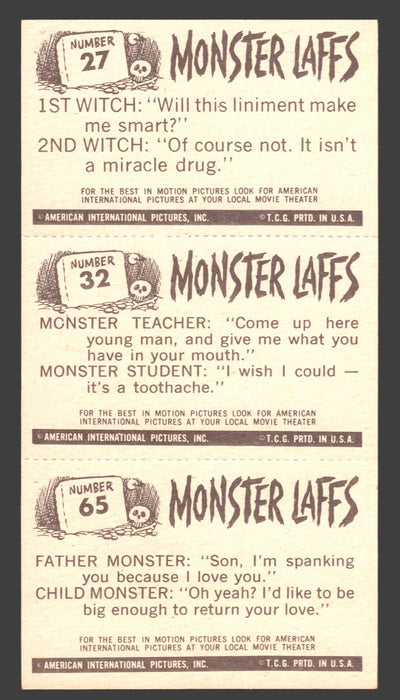 NUMBER
27
MONSTER LAFFS
1ST WITCH: "Will this liniment make
me smart?"
2ND WITCH: "Of course not. It isn't
a miracle drug."
FOR THE BEST IN MOTION PICTURES LOOK FOR AMERICAN
INTERNATIONAL PICTURES AT YOUR LOCAL MOVIE THEATER
© AMERICAN INTERNATIONAL PICTURES, INC. © T.C.G. PRTD. IN U.S.A.
NUMBER
32
MONSTER LAFFS
MONSTER TEACHER: "Come up here
young man, and give me what you
have in your mouth."
MONSTER STUDENT: "I wish I could —
it's a toothache."
FOR THE BEST IN MOTION PICTURES LOOK FOR AMERICAN
INTERNATIONAL PICTURES AT YOUR LOCAL MOVIE THEATER
© AMERICAN INTERNATIONAL PICTURES, INC. © T.C.G. PRTD. IN U.S.A.
NUMBER
65
MONSTER LAFFS
FATHER MONSTER: "Son, I'm spanking
you because I love you."
CHILD MONSTER: "Oh yeah? I'd like to be
big enough to return your love."
FOR THE BEST IN MOTION PICTURES LOOK FOR AMERICAN
INTERNATIONAL PICTURES AT YOUR LOCAL MOVIE THEATER
© AMERICAN INTERNATIONAL PICTURES, INC. © T.C.G. PRTD. IN U.S.A.